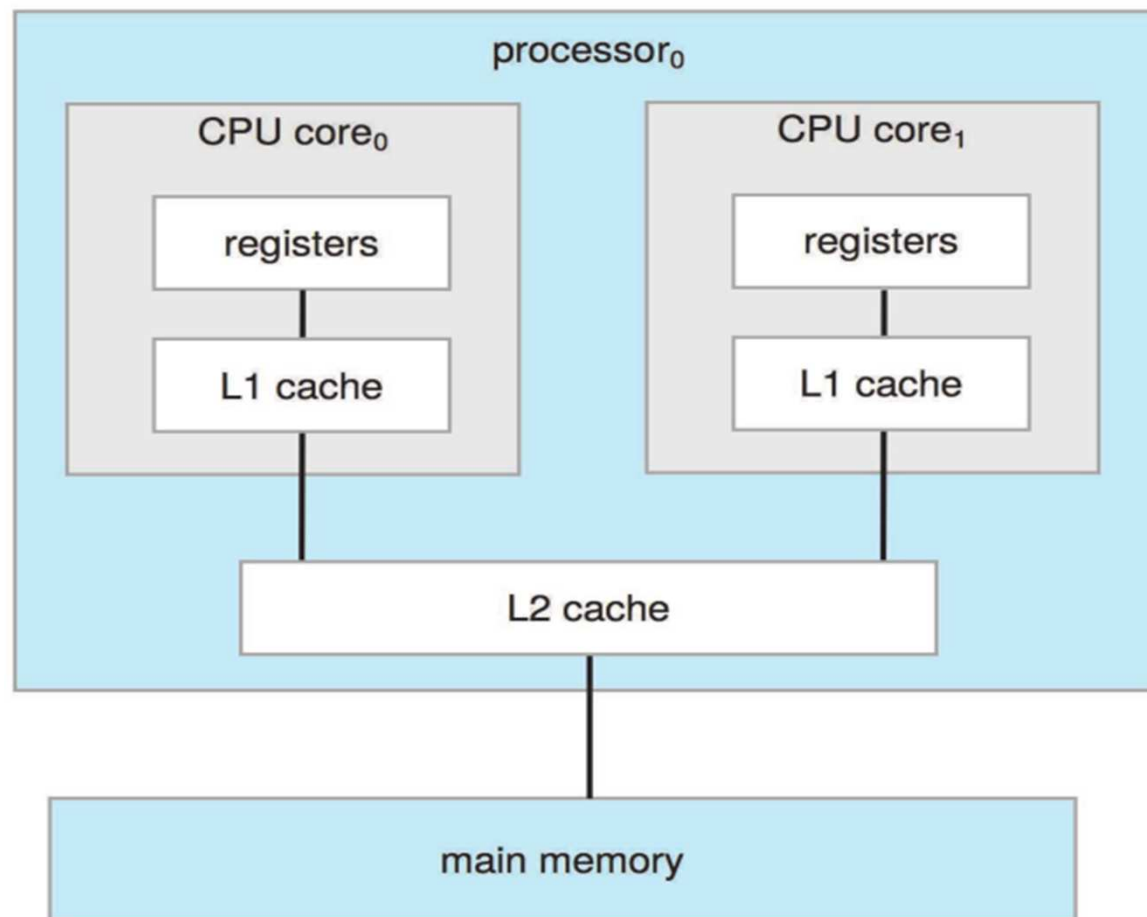 processor₀
CPU core₀
CPU core₁
registers
registers
L1 cache
L1 cache
L2 cache
main memory